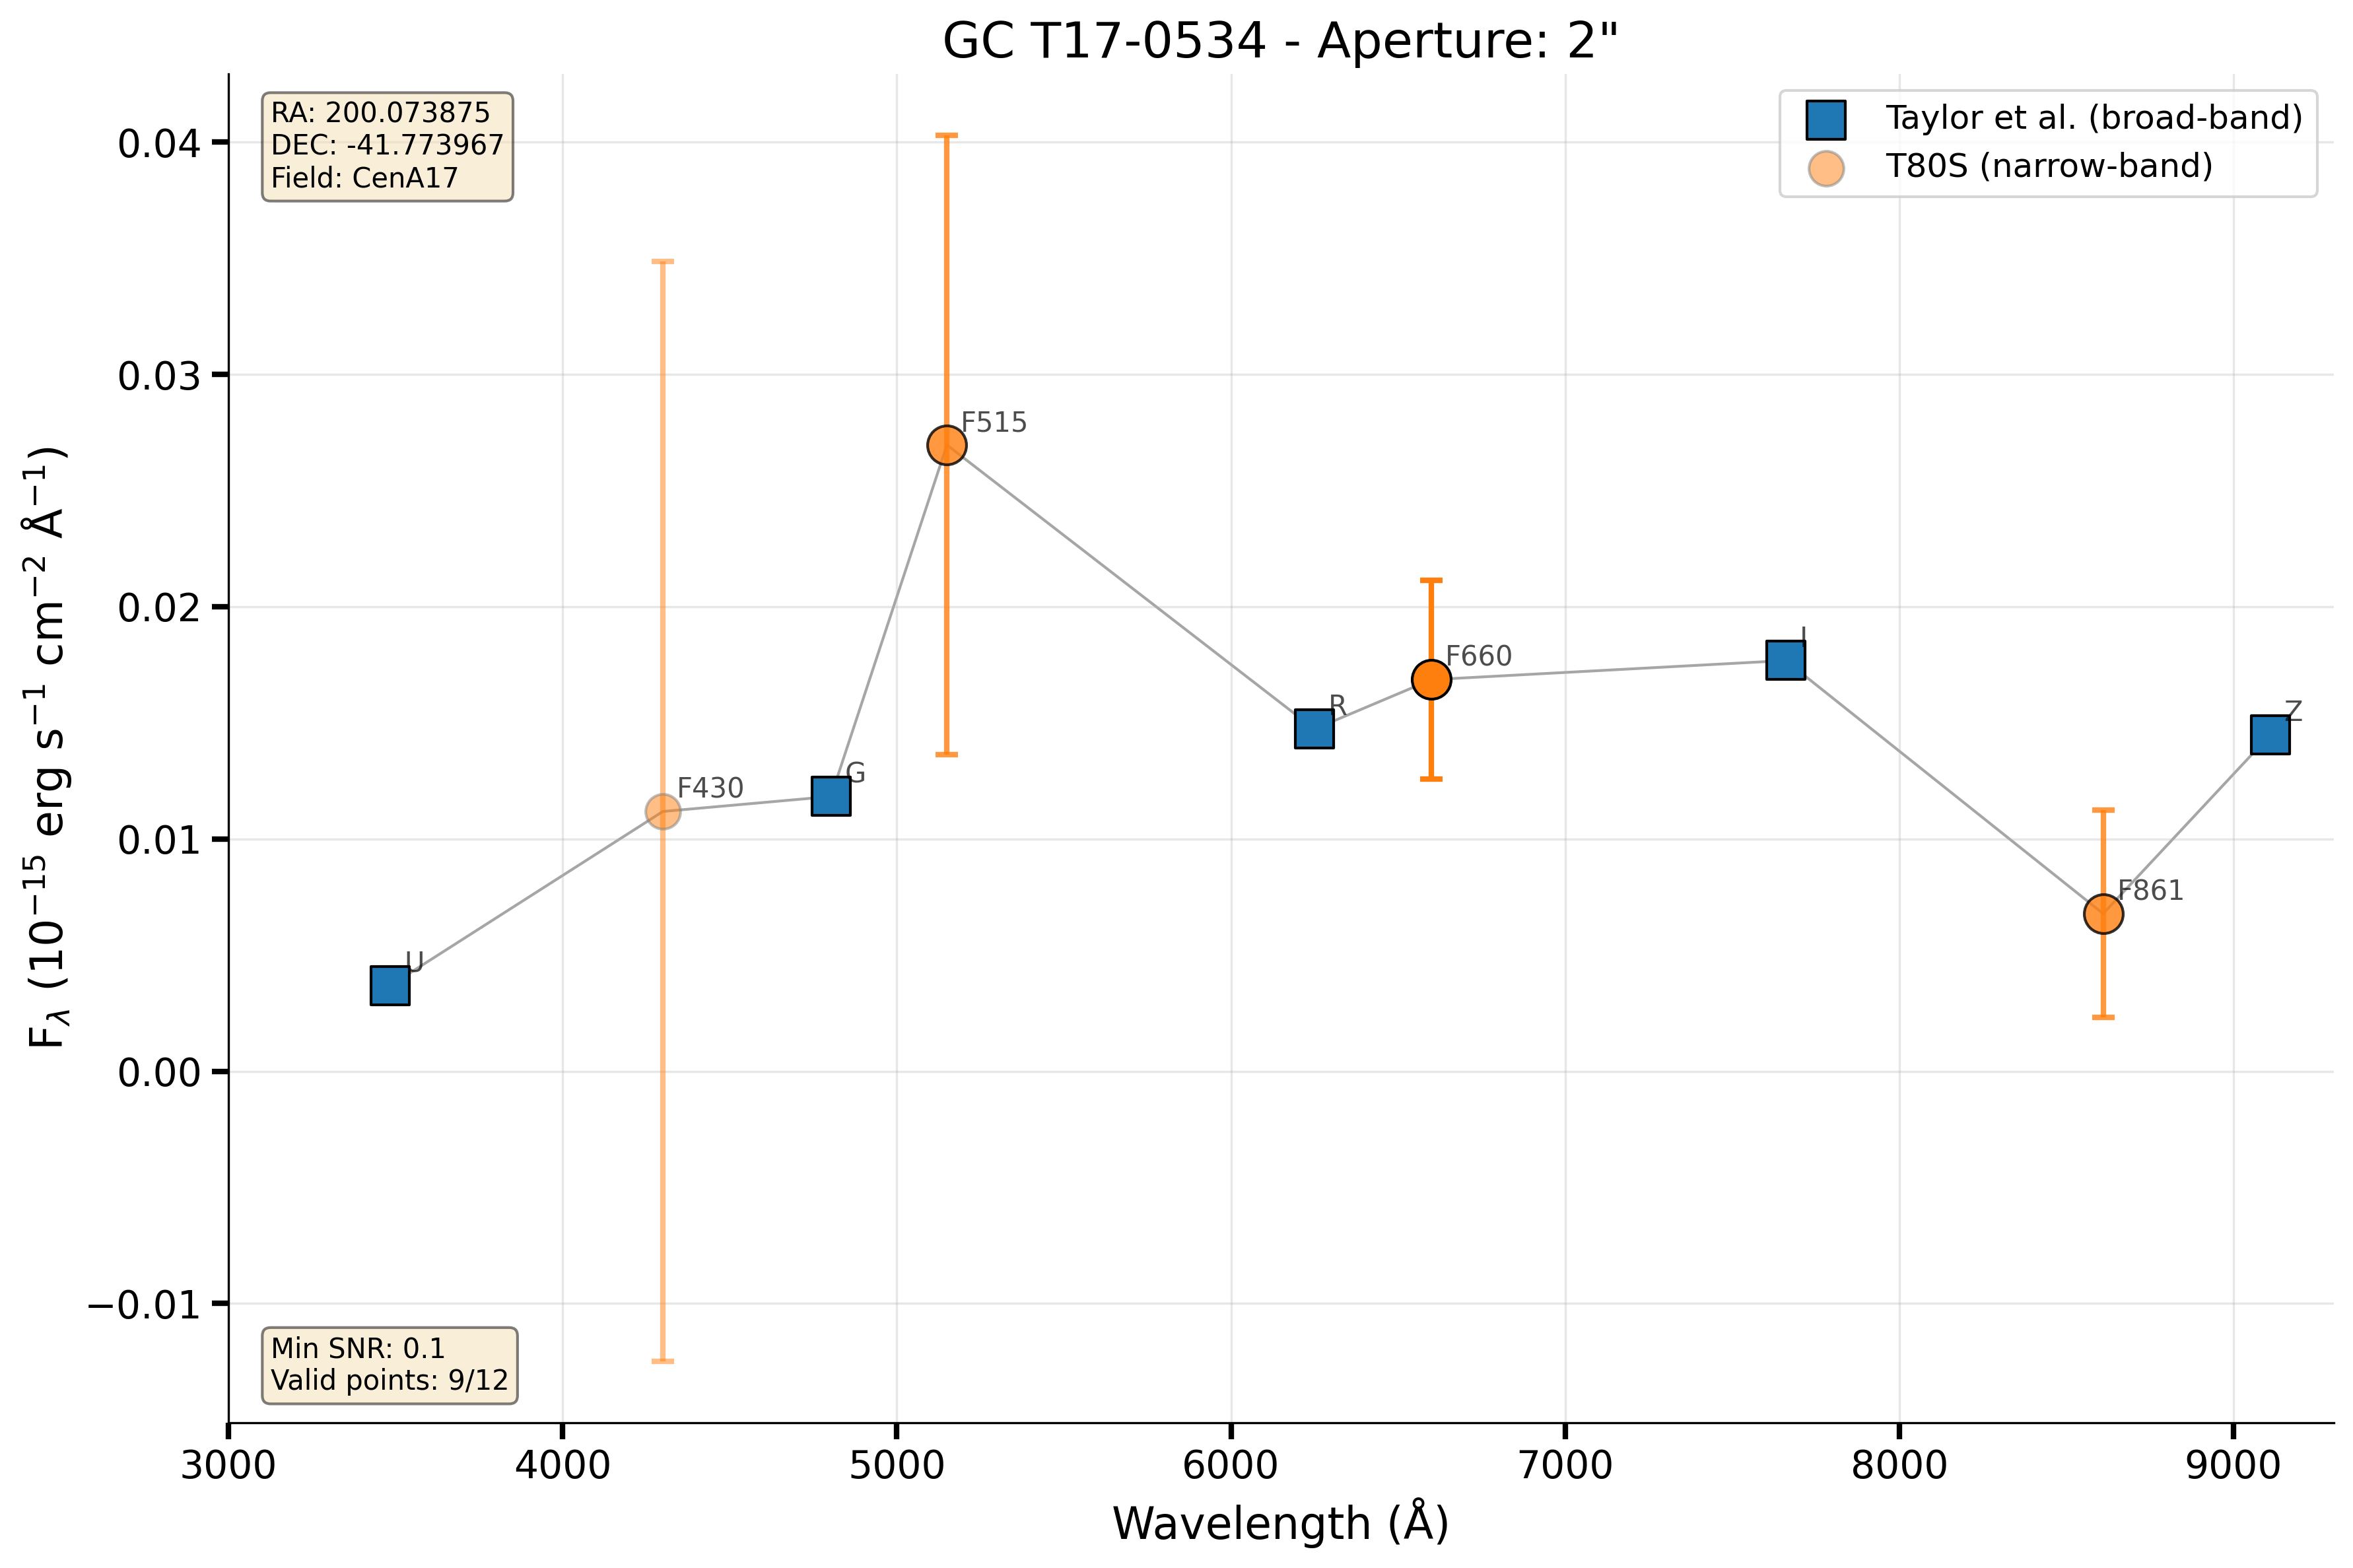 GC T17-0534 - Aperture: 2"
RA: 200.073875
DEC: -41.773967
Field: CenA17
Taylor et al. (broad-band)
T80S (narrow-band)
0.04
0.03
0.02
0.01
0.00
−0.01
F515
F660
I
R
Z
F430
G
F861
U
Min SNR: 0.1
Valid points: 9/12
3000 4000 5000 6000 7000 8000 9000
Wavelength (Å)
Fλ (10⁻¹⁵ erg s⁻¹ cm⁻² Å⁻¹)